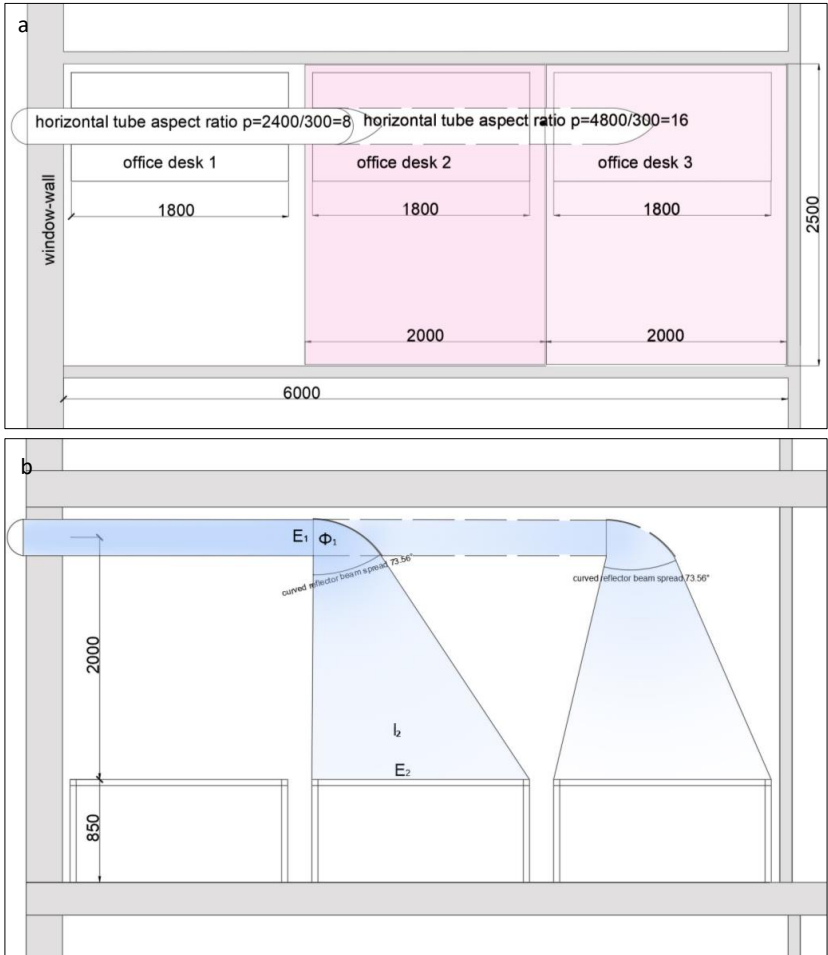 a
horizontal tube aspect ratio p=2400/300=8
horizontal tube aspect ratio p=4800/300=16
office desk 1
office desk 2
office desk 3
window-wall
1800
1800
1800
2500
2000
2000
6000
b
E1
Φ1
curved reflector beam spread 73.56°
curved reflector beam spread 73.56°
2000
I2
E2
850